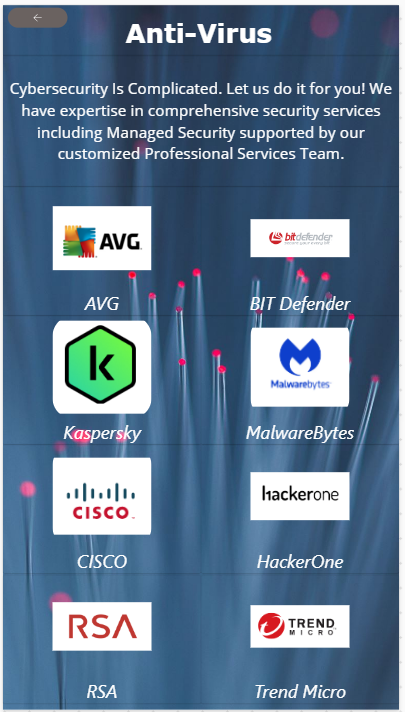 Anti-Virus
Cybersecurity Is Complicated. Let us do it for you! We
have expertise in comprehensive security services
including Managed Security supported by our
customized Professional Services Team.
AVG.
bitdefender
AVG
BIT Defender
k
Malwarebytes
Kaspersky
MalwareBytes
CISCO
hackerone
CISCO
HackerOne
RSA
TREND
MICRO
RSA
Trend Micro